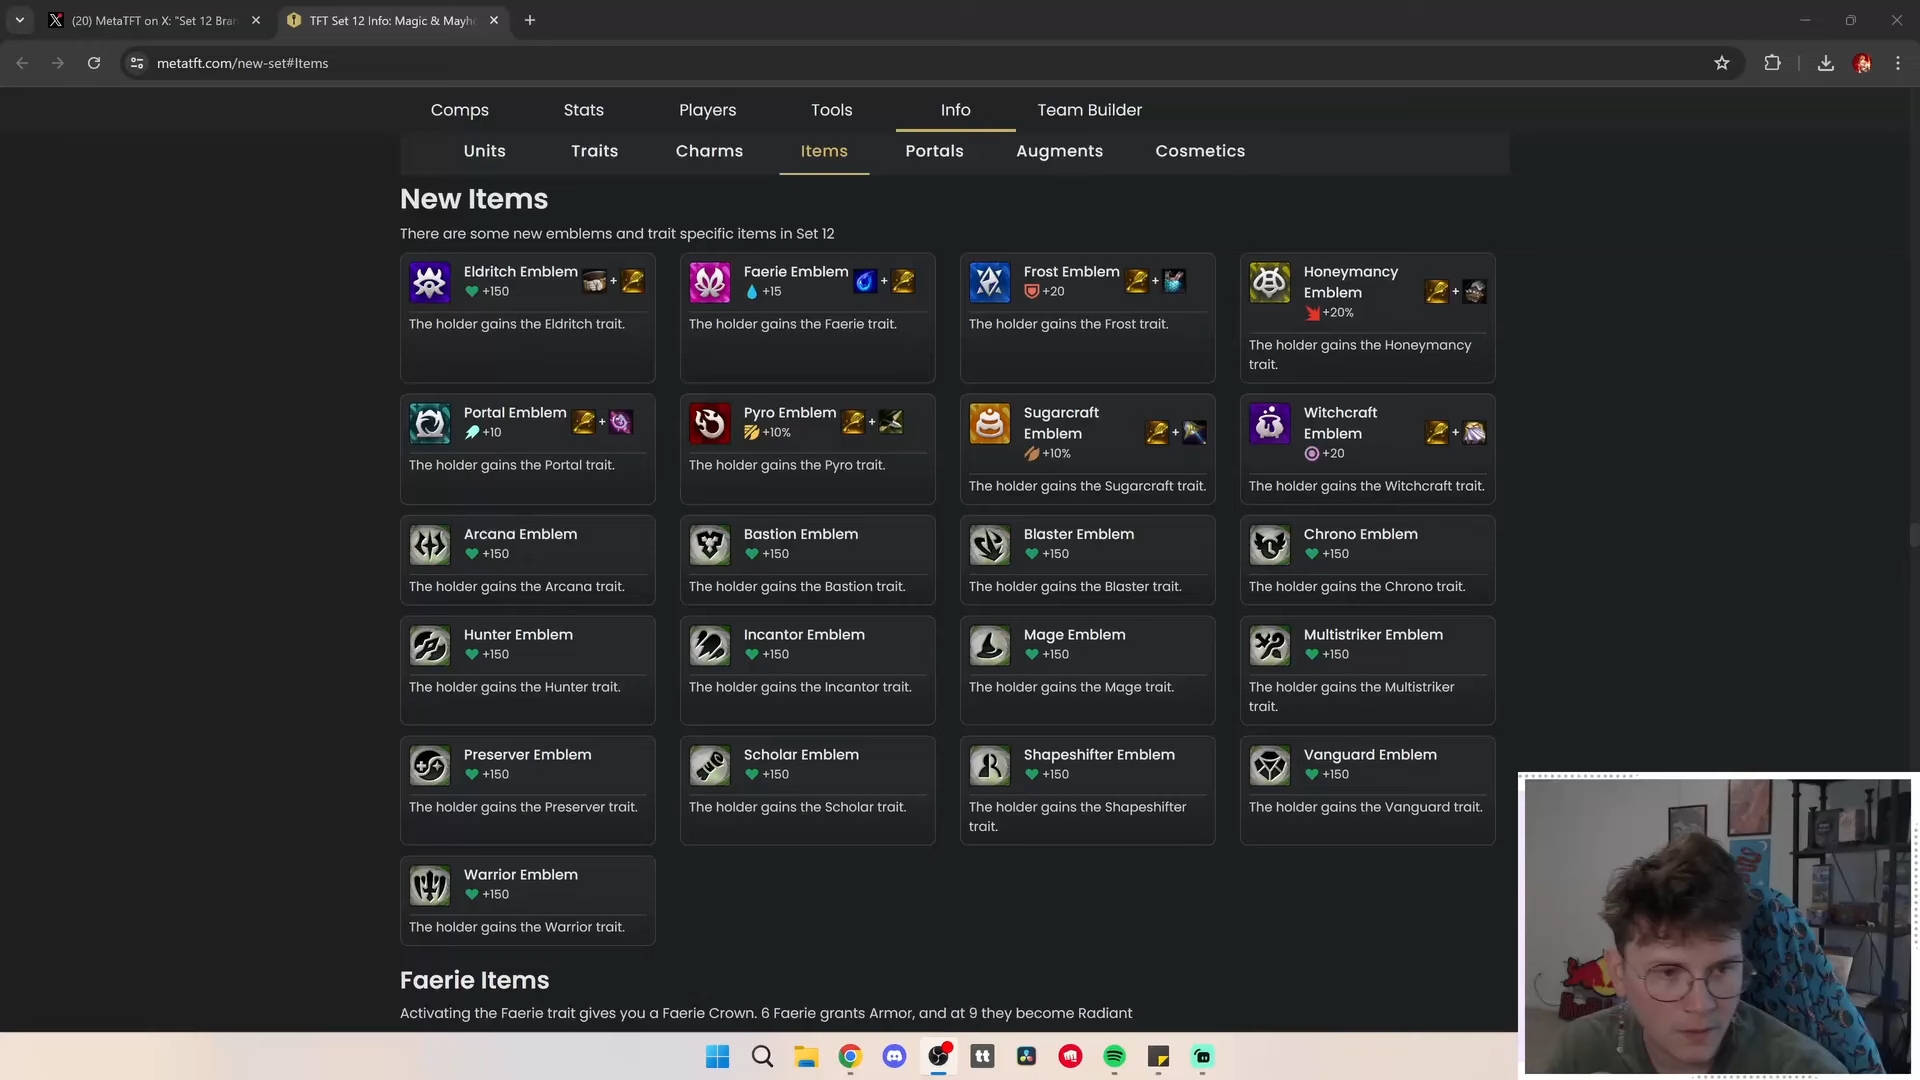 (20) MetaTFT on X: "Set 12 Bran
TFT Set 12 Info: Magic & Mayhe
metatft.com/new-set#Items
Comps Stats Players Tools Info Team Builder
Units Traits Charms Items Portals Augments Cosmetics
New Items
There are some new emblems and trait specific items in Set 12
Eldritch Emblem
+150
+
The holder gains the Eldritch trait.
Faerie Emblem
+15
+
The holder gains the Faerie trait.
Frost Emblem
+20
+
The holder gains the Frost trait.
Honeymancy
Emblem
+20%
+
The holder gains the Honeymancy
trait.
Portal Emblem
+10
+
The holder gains the Portal trait.
Pyro Emblem
+10%
+
The holder gains the Pyro trait.
Sugarcraft
Emblem
+10%
+
The holder gains the Sugarcraft trait.
Witchcraft
Emblem
+20
+
The holder gains the Witchcraft trait.
Arcana Emblem
+150
The holder gains the Arcana trait.
Bastion Emblem
+150
The holder gains the Bastion trait.
Blaster Emblem
+150
The holder gains the Blaster trait.
Chrono Emblem
+150
The holder gains the Chrono trait.
Hunter Emblem
+150
The holder gains the Hunter trait.
Incantor Emblem
+150
The holder gains the Incantor trait.
Mage Emblem
+150
The holder gains the Mage trait.
Multistriker Emblem
+150
The holder gains the Multistriker
trait.
Preserver Emblem
+150
The holder gains the Preserver trait.
Scholar Emblem
+150
The holder gains the Scholar trait.
Shapeshifter Emblem
+150
The holder gains the Shapeshifter
trait.
Vanguard Emblem
+150
The holder gains the Vanguard trait.
Warrior Emblem
+150
The holder gains the Warrior trait.
Faerie Items
Activating the Faerie trait gives you a Faerie Crown. 6 Faerie grants Armor, and at 9 they become Radiant